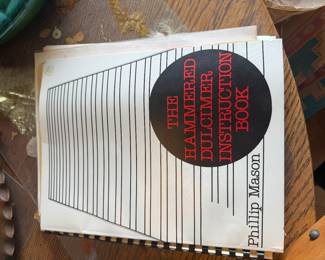 THE
HAMMERED
DULCIMER
INSTRUCTION
BOOK
Phillip Mason